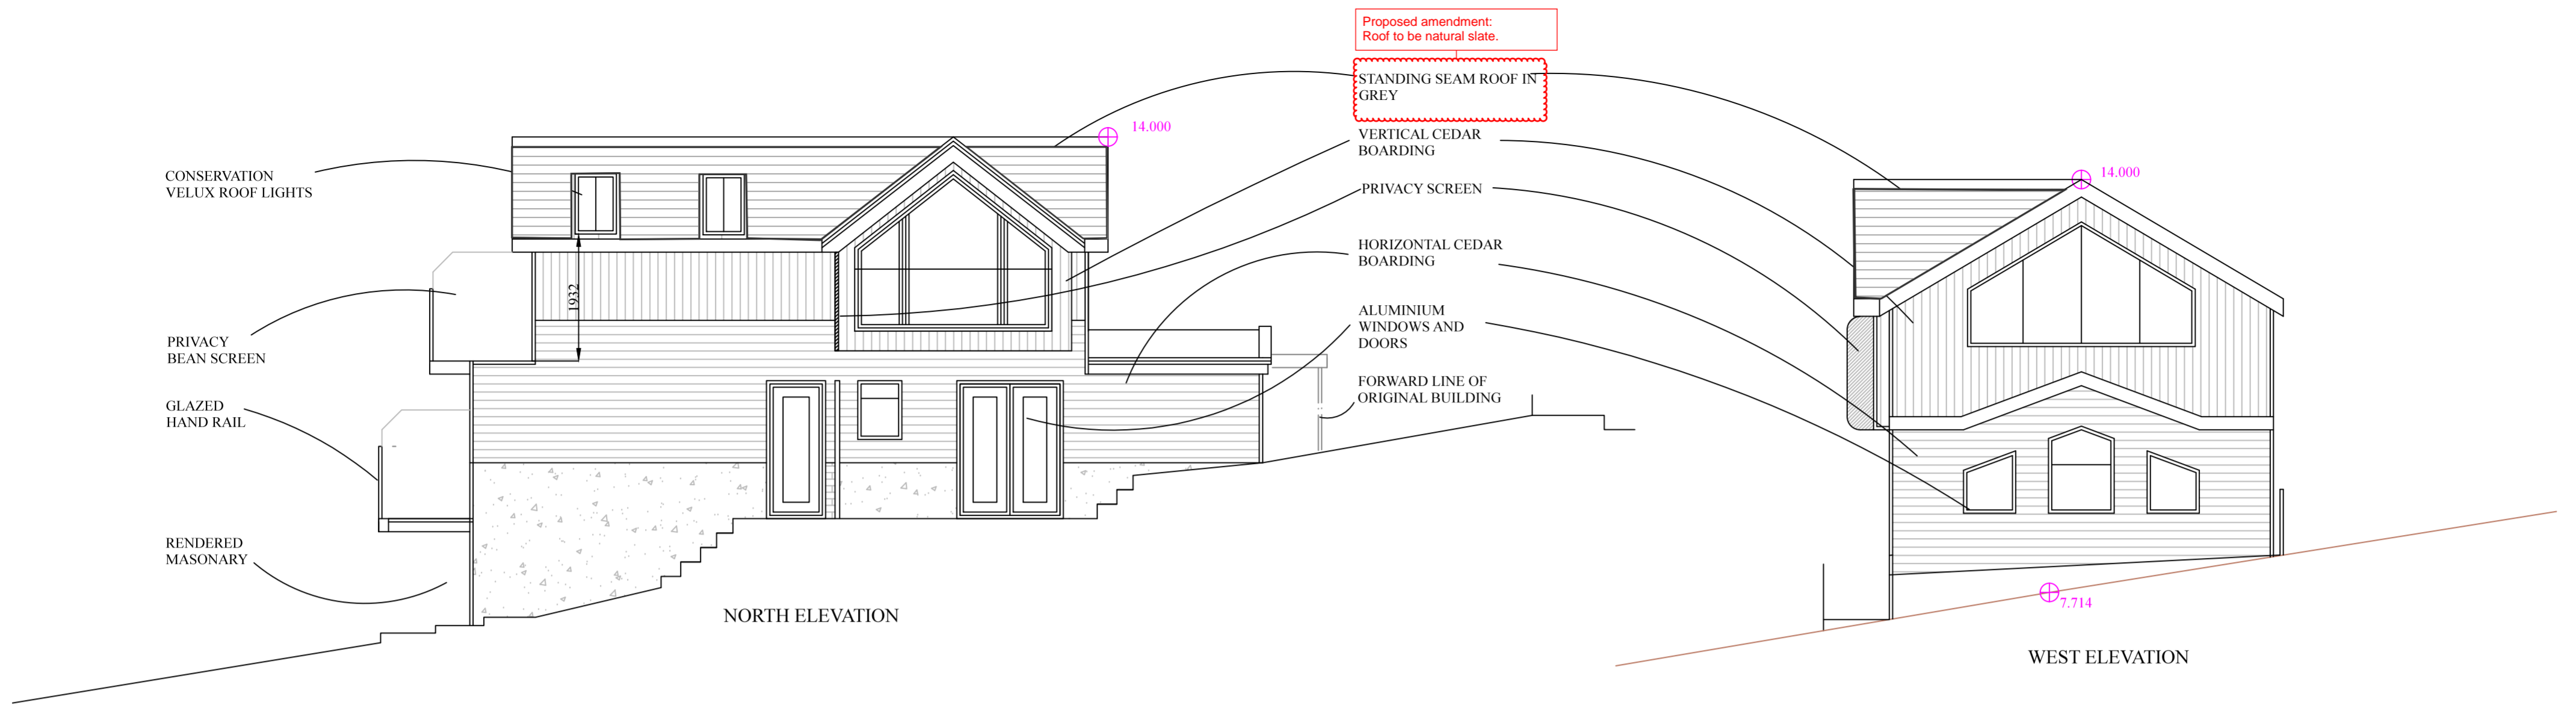 Proposed amendment:
Roof to be natural slate.
STANDING SEAM ROOF IN
GREY
14.000
VERTICAL CEDAR
BOARDING
CONSERVATION
VELUX ROOF LIGHTS
14.000
PRIVACY SCREEN
HORIZONTAL CEDAR
BOARDING
1932
ALUMINIUM
WINDOWS AND
DOORS
PRIVACY
BEAN SCREEN
FORWARD LINE OF
ORIGINAL BUILDING
GLAZED
HAND RAIL
RENDERED
MASONARY
7.714
NORTH ELEVATION
WEST ELEVATION